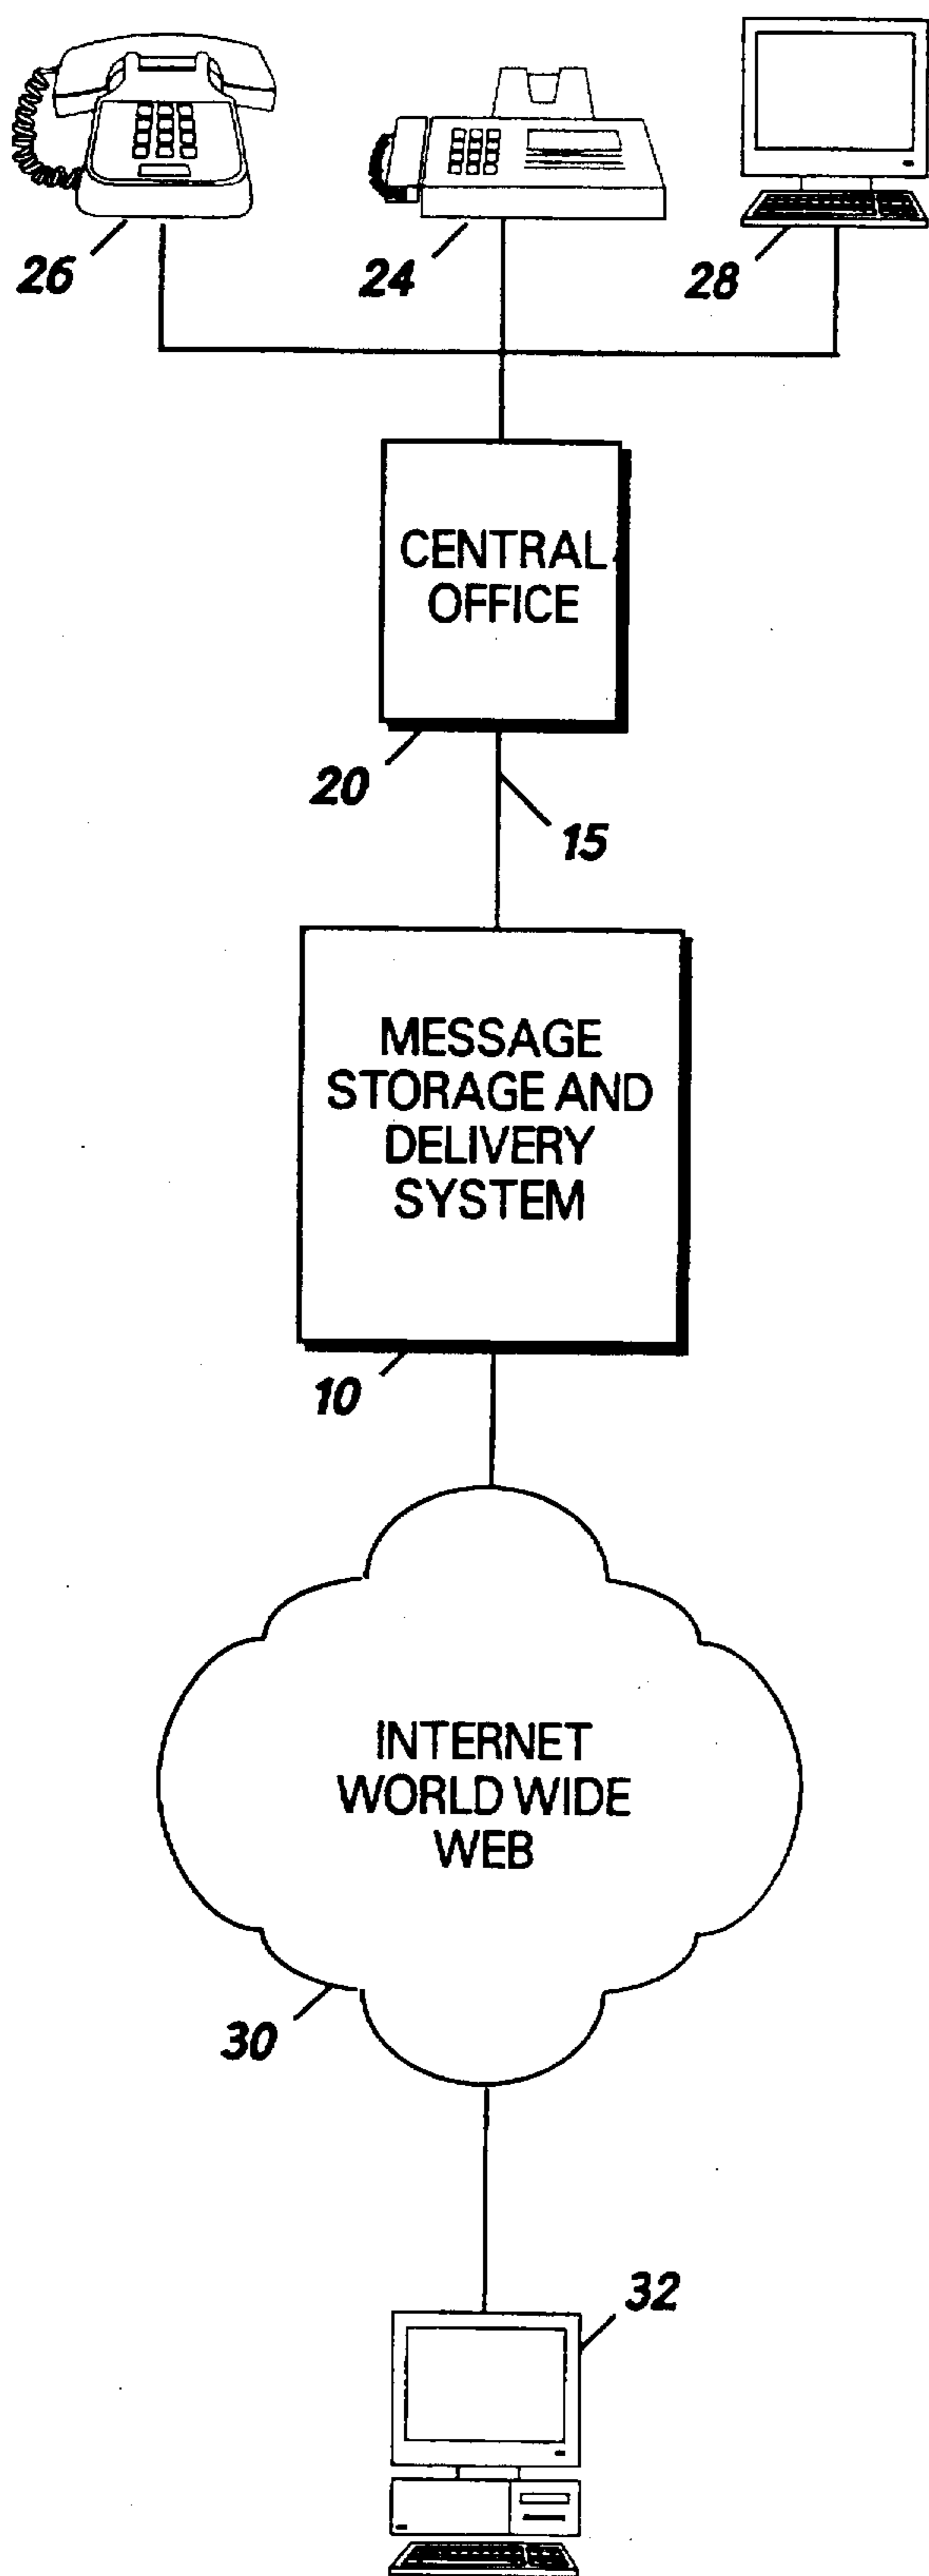 26
24
28
CENTRAL
OFFICE
20
15
MESSAGE
STORAGE AND
DELIVERY
SYSTEM
10
INTERNET
WORLD WIDE
WEB
30
32